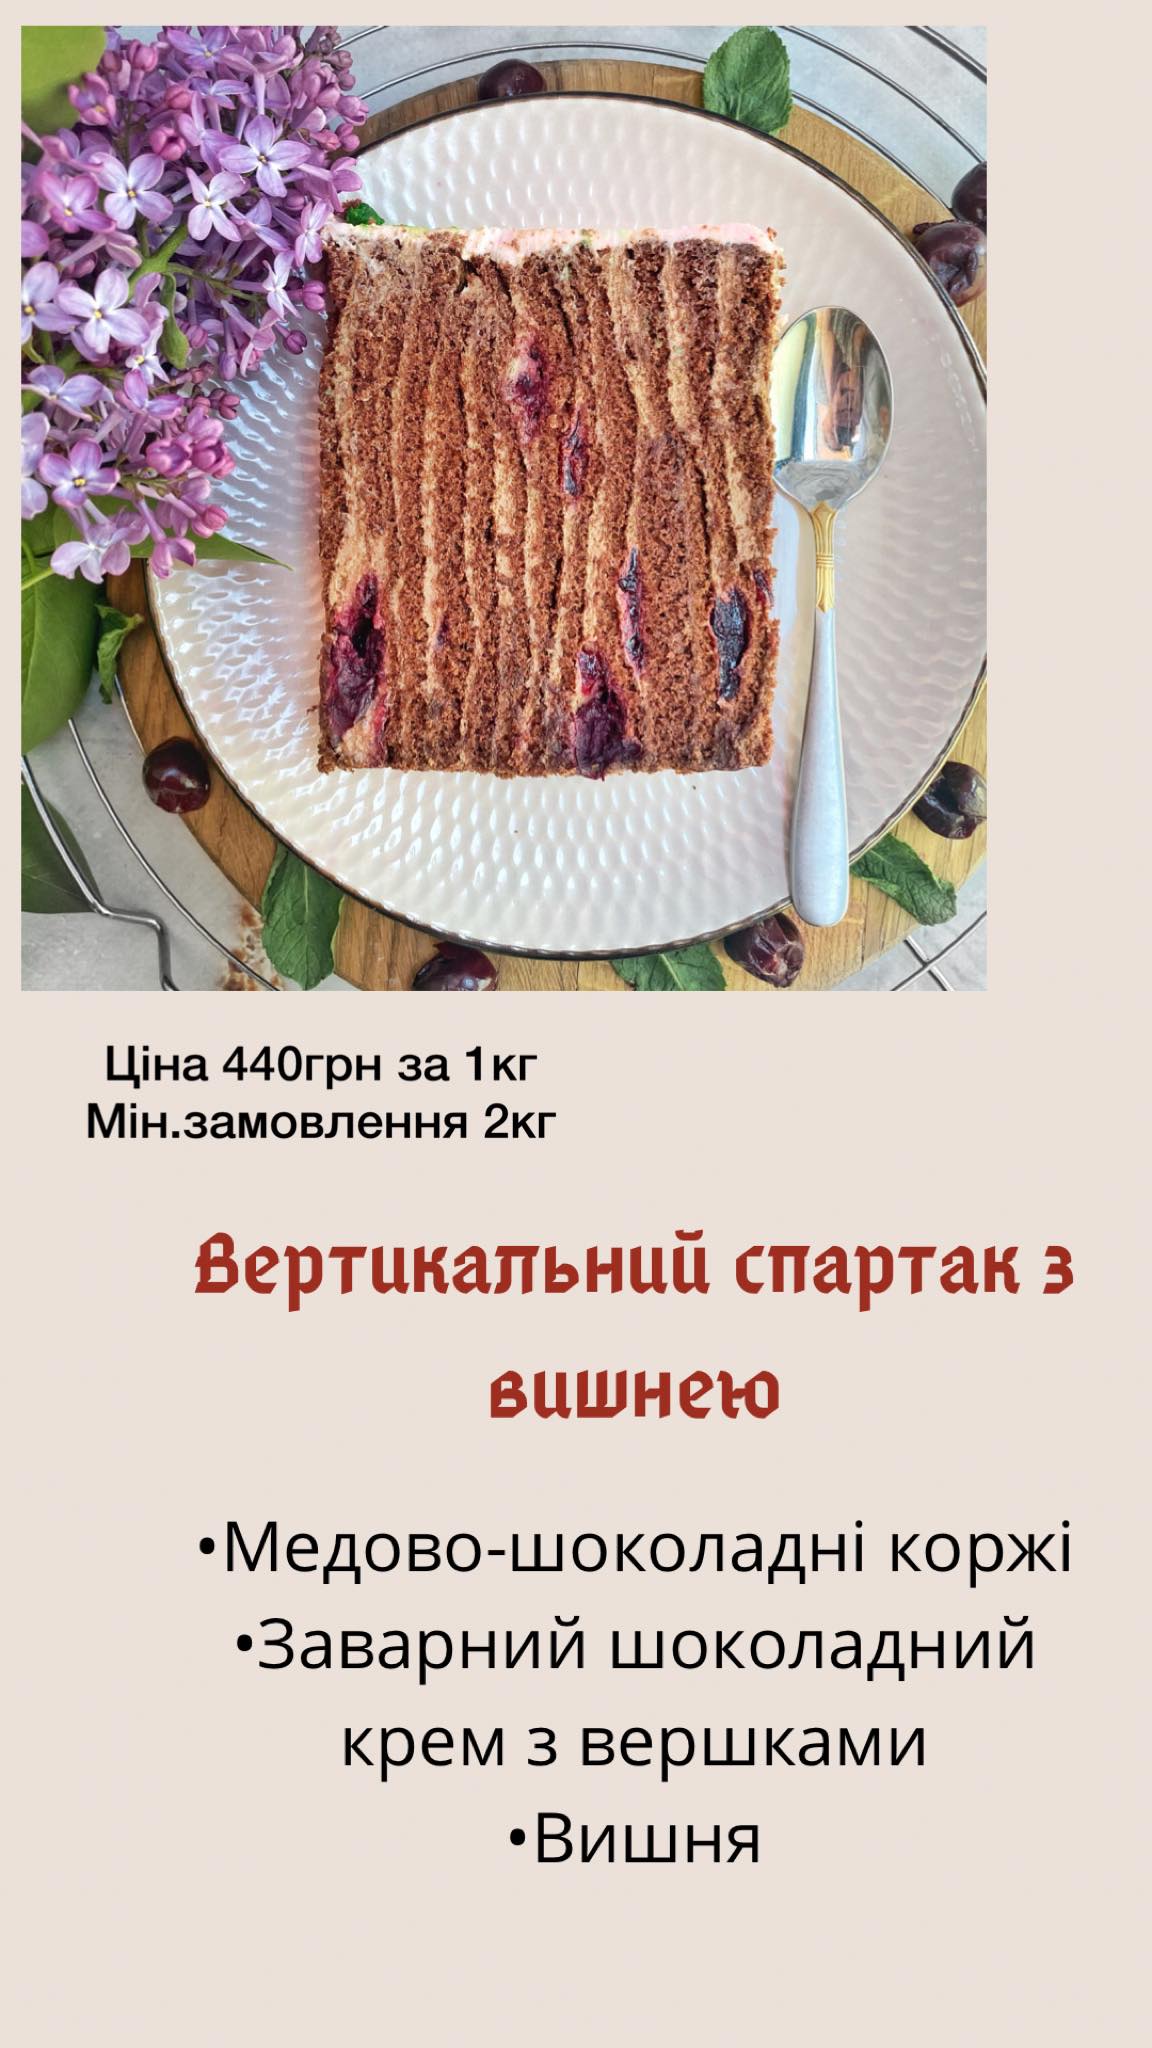 Ціна 440грн за 1кг
Мін.замовлення 2кг
Вертикальний спартак з
вишнею
•Медово-шоколадні коржі
•Заварний шоколадний
крем з вершками
•Вишня